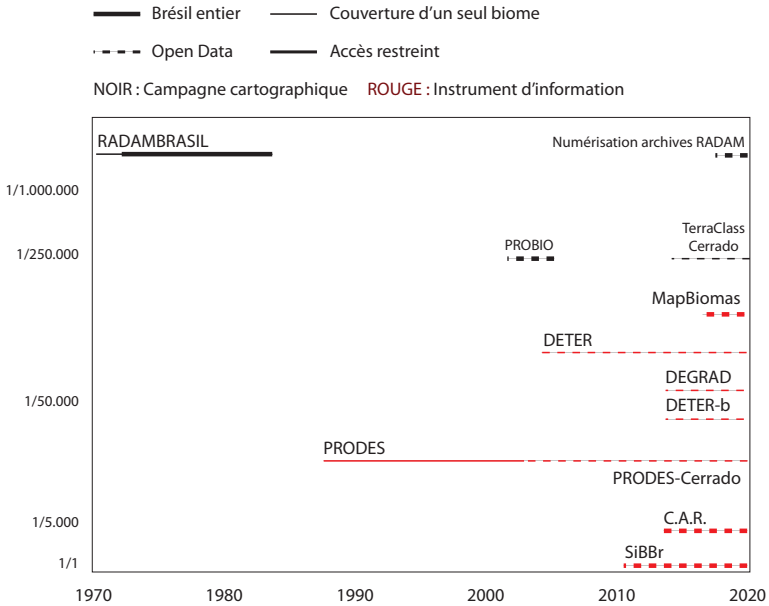 Brésil entier
Couverture d'un seul biome
Open Data
Accès restreint
NOIR : Campagne cartographique ROUGE : Instrument d'information
RADAMBRASIL
Numérisation archives RADAM
1/1.000.000
TerraClass
Cerrado
PROBIO
1/250.000
MapBiomas
DETER
DEGRAD
1/50.000
DETER-b
PRODES
PRODES-Cerrado
C.A.R.
1/5.000
SiBBr
1/1
1970 1980 1990 2000 2010 2020